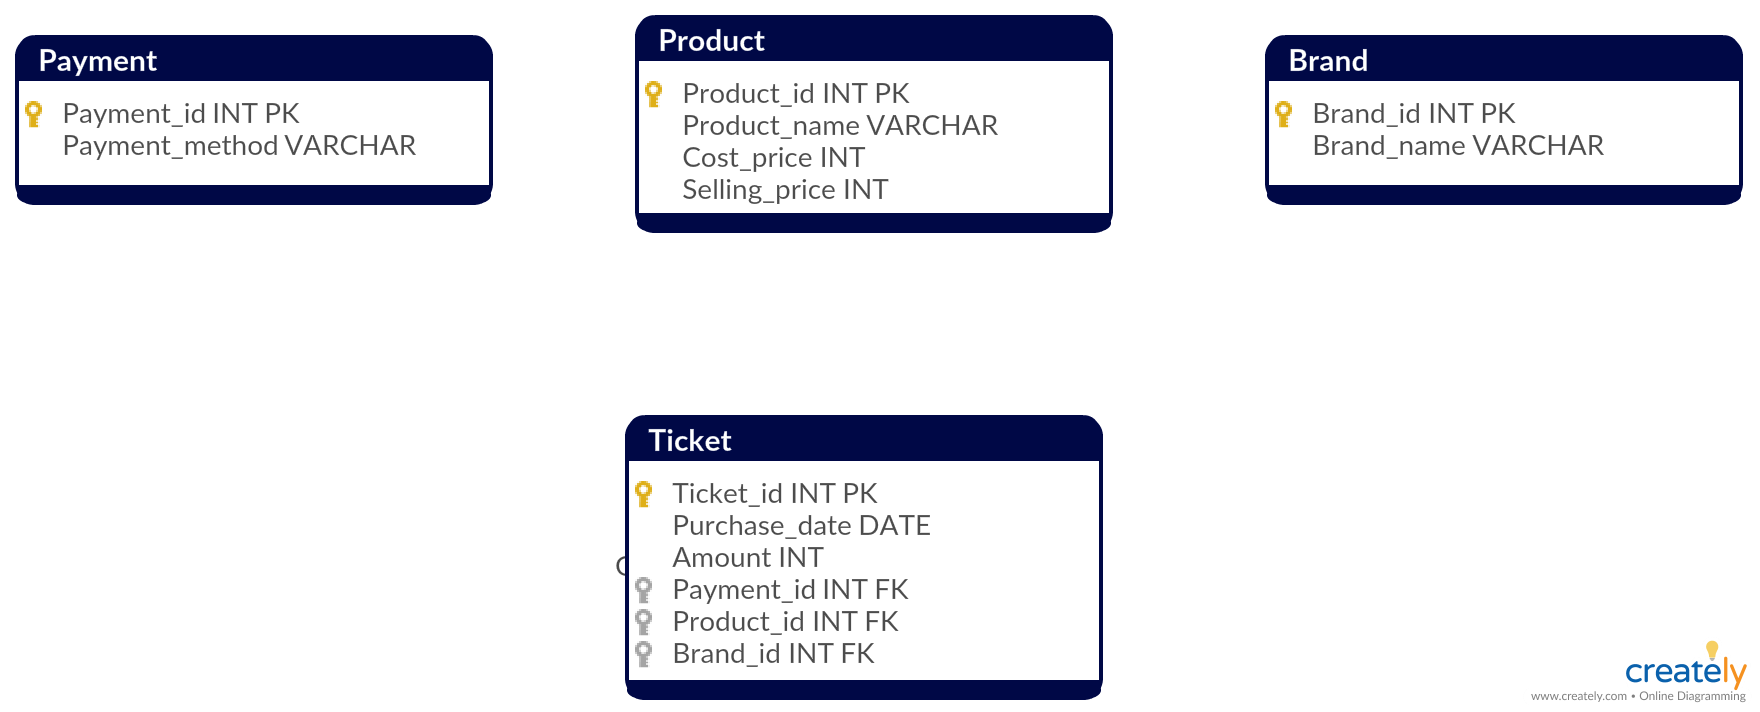 Payment
Payment_id INT PK
Payment_method VARCHAR
Product
Product_id INT PK
Product_name VARCHAR
Cost_price INT
Selling_price INT
Brand
Brand_id INT PK
Brand_name VARCHAR
Ticket
Ticket_id INT PK
Purchase_date DATE
Amount INT
Payment_id INT FK
Product_id INT FK
Brand_id INT FK
creately
www.creately.com • Online Diagramming